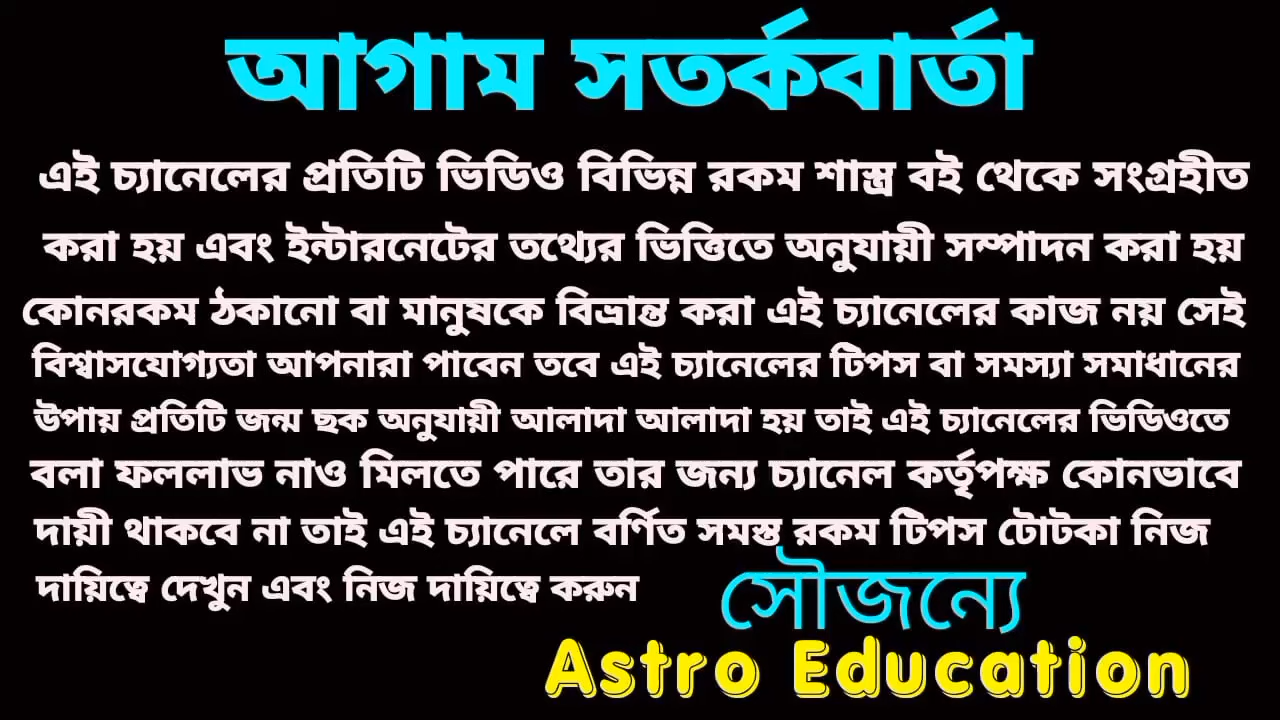 আগাম সতর্কবার্তা
এই চ্যানেলের প্রতিটি ভিডিও বিভিন্ন রকম শাস্ত্র বই থেকে সংগ্রহীত
করা হয় এবং ইন্টারনেটের তথ্যের ভিত্তিতে অনুযায়ী সম্পাদন করা হয়
কোনরকম ঠকানো বা মানুষকে বিভ্রান্ত করা এই চ্যানেলের কাজ নয় সেই
বিশ্বাসযোগ্যতা আপনারা পাবেন তবে এই চ্যানেলের টিপস বা সমস্যা সমাধানের
উপায় প্রতিটি জন্ম ছক অনুযায়ী আলাদা আলাদা হয় তাই এই চ্যানেলের ভিডিওতে
বলা ফললাভ নাও মিলতে পারে তার জন্য চ্যানেল কর্তৃপক্ষ কোনভাবে
দায়ী থাকবে না তাই এই চ্যানেলে বর্ণিত সমস্ত রকম টিপস টোটকা নিজ
দায়িত্বে দেখুন এবং নিজ দায়িত্বে করুন
সৌজন্যে
Astro Education